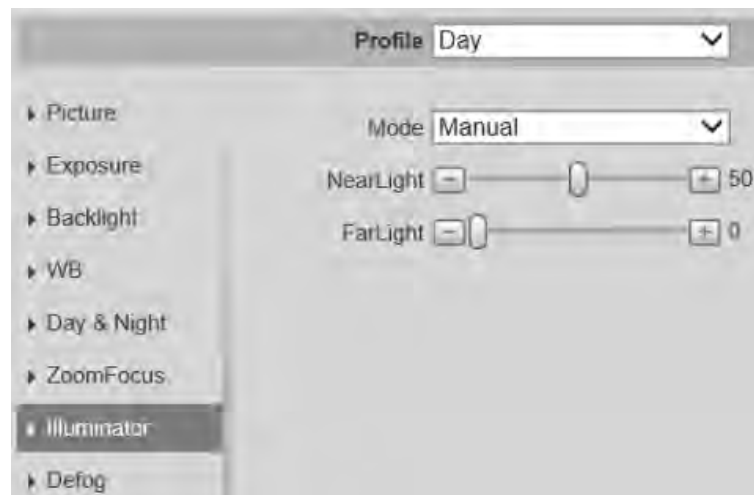 Profile Day
Picture
Mode Manual
Exposure
NearLight - + 50
Backlight
FarLight - + 0
WB
Day & Night
ZoomFocus
Illuminator
Defog